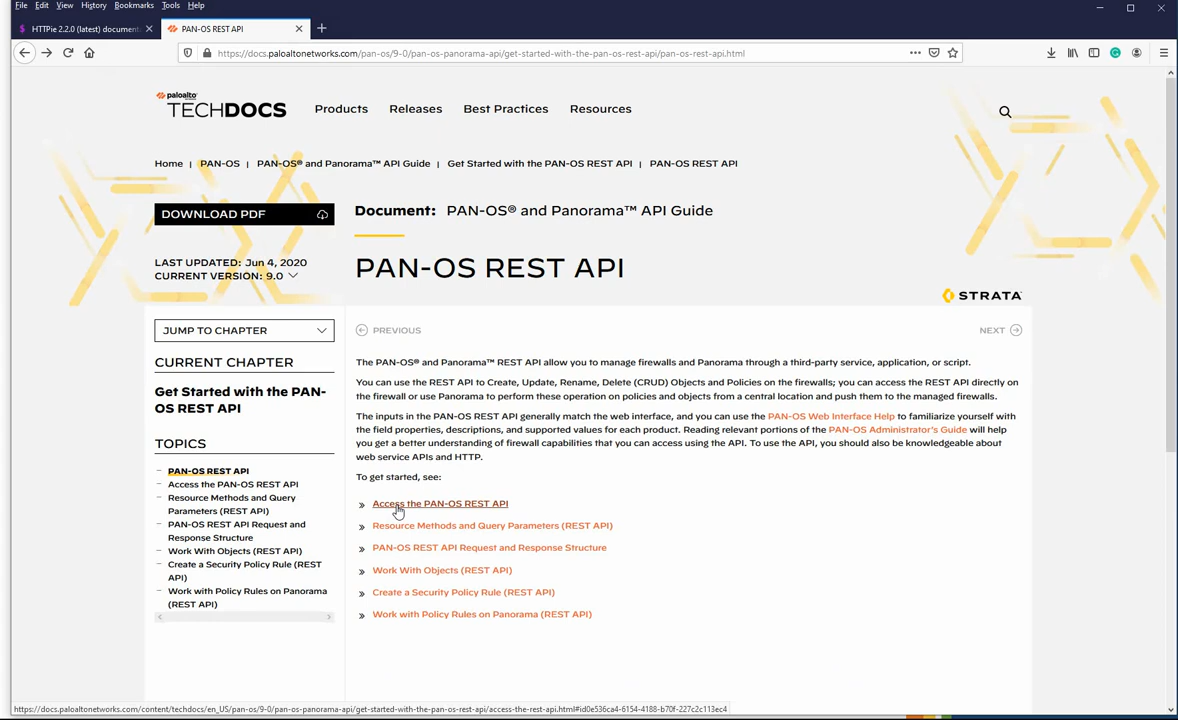 File Edit View History Bookmarks Tools Help
HTTPie 2.2.0 (latest) document
PAN-OS REST API
https://docs.paloaltonetworks.com/pan-os/9-0/pan-os-panorama-api/get-started-with-the-pan-os-rest-api/pan-os-rest-api.html
paloalto
TECHDOCS
Products Releases Best Practices Resources
Home | PAN-OS | PAN-OS® and Panorama™ API Guide | Get Started with the PAN-OS REST API | PAN-OS REST API
DOWNLOAD PDF
Document: PAN-OS® and Panorama™ API Guide
LAST UPDATED: Jun 4, 2020
CURRENT VERSION: 9.0
PAN-OS REST API
STRATA
JUMP TO CHAPTER
PREVIOUS
NEXT
CURRENT CHAPTER
Get Started with the PAN-
OS REST API
TOPICS
PAN-OS REST API
Access the PAN-OS REST API
Resource Methods and Query
Parameters (REST API)
PAN-OS REST API Request and
Response Structure
Work With Objects (REST API)
Create a Security Policy Rule (REST
API)
Work with Policy Rules on Panorama
(REST API)
The PAN-OS® and Panorama™ REST API allow you to manage firewalls and Panorama through a third-party service, application, or script.
You can use the REST API to Create, Update, Rename, Delete (CRUD) Objects and Policies on the firewalls; you can access the REST API directly on
the firewall or use Panorama to perform these operation on policies and objects from a central location and push them to the managed firewalls.
The inputs in the PAN-OS REST API generally match the web interface, and you can use the PAN-OS Web Interface Help to familiarize yourself with
the field properties, descriptions, and supported values for each product. Reading relevant portions of the PAN-OS Administrator's Guide will help
you get a better understanding of firewall capabilities that you can access using the API. To use the API, you should also be knowledgeable about
web service APIs and HTTP.
To get started, see:
» Access the PAN-OS REST API
» Resource Methods and Query Parameters (REST API)
» PAN-OS REST API Request and Response Structure
» Work With Objects (REST API)
» Create a Security Policy Rule (REST API)
» Work with Policy Rules on Panorama (REST API)
https://docs.paloaltonetworks.com/content/techdocs/en_US/pan-os/9-0/pan-os-panorama-api/get-started-with-the-pan-os-rest-api/access-the-rest-api.html#id0e536ca4-6154-4188-b70f-227c2c113ec4